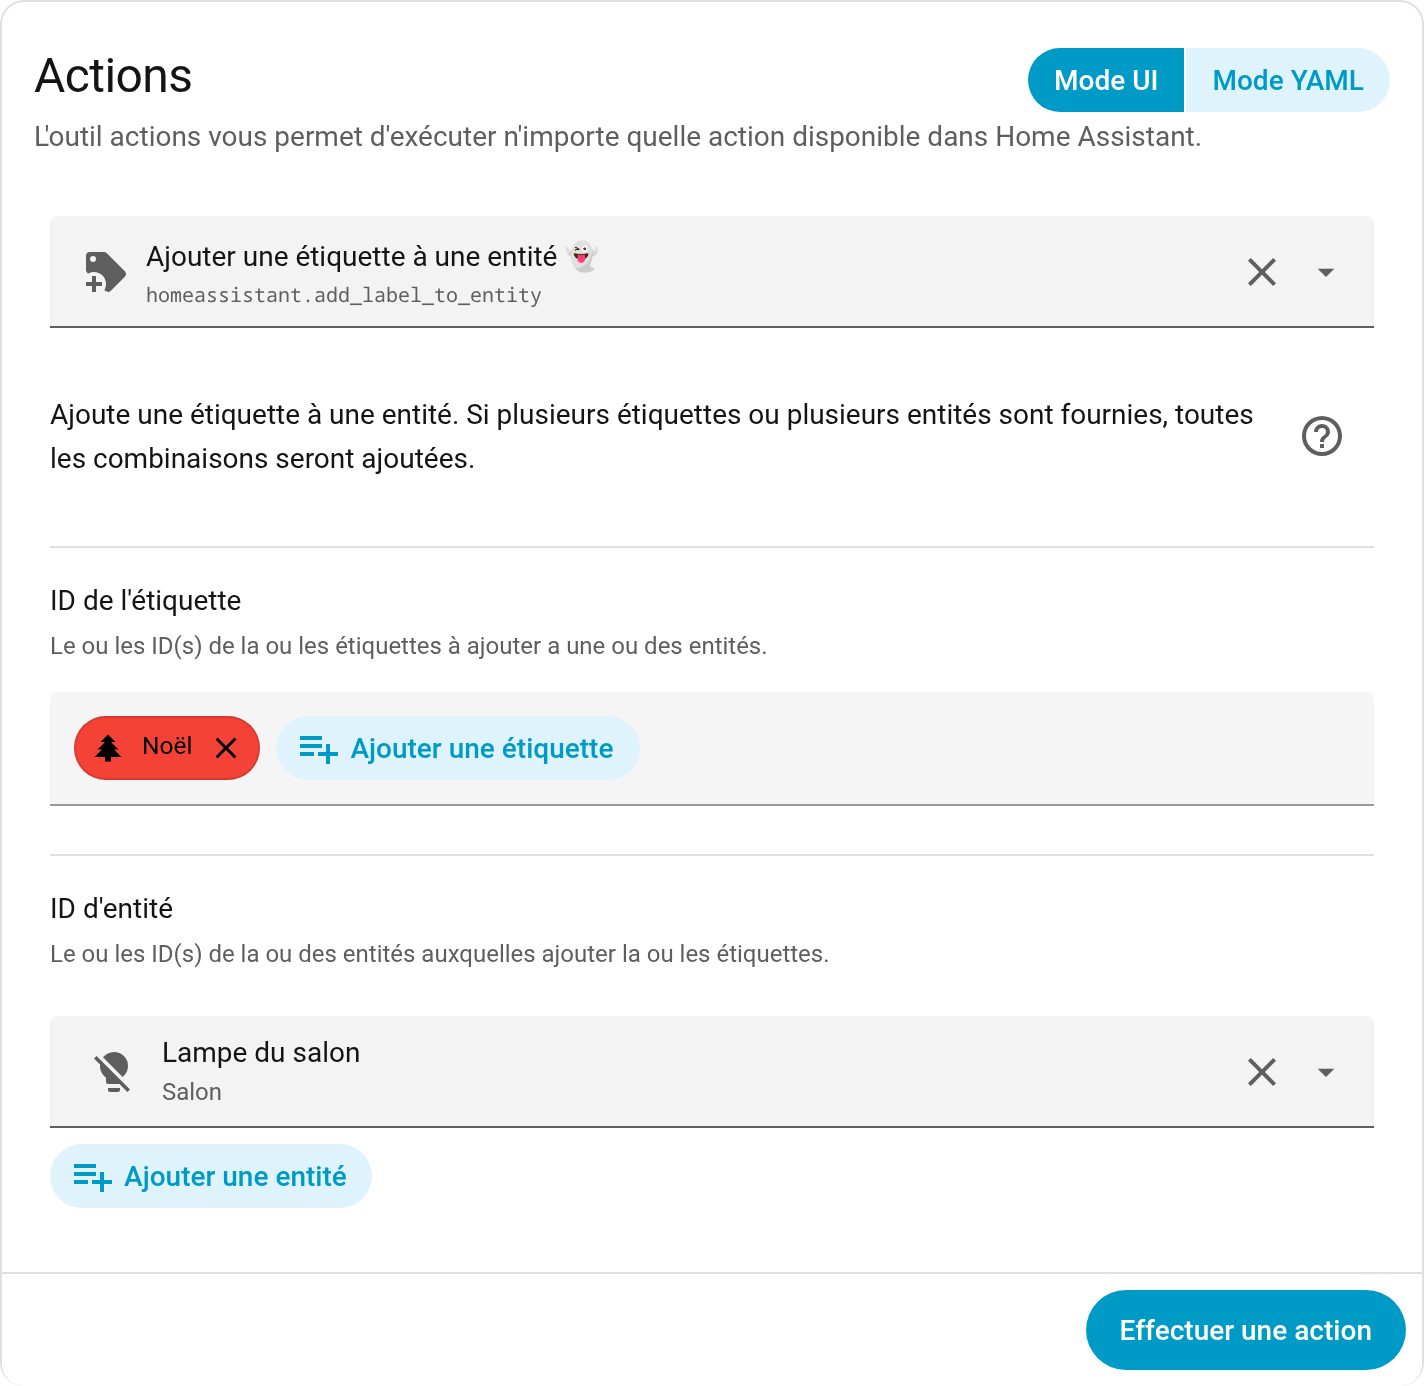 Actions
Mode UI
Mode YAML
L'outil actions vous permet d'exécuter n'importe quelle action disponible dans Home Assistant.
Ajouter une étiquette à une entité 👻
homeassistant.add_label_to_entity
Ajoute une étiquette à une entité. Si plusieurs étiquettes ou plusieurs entités sont fournies, toutes
les combinaisons seront ajoutées.
ID de l'étiquette
Le ou les ID(s) de la ou les étiquettes à ajouter a une ou des entités.
Noël
Ajouter une étiquette
ID d'entité
Le ou les ID(s) de la ou des entités auxquelles ajouter la ou les étiquettes.
Lampe du salon
Salon
Ajouter une entité
Effectuer une action